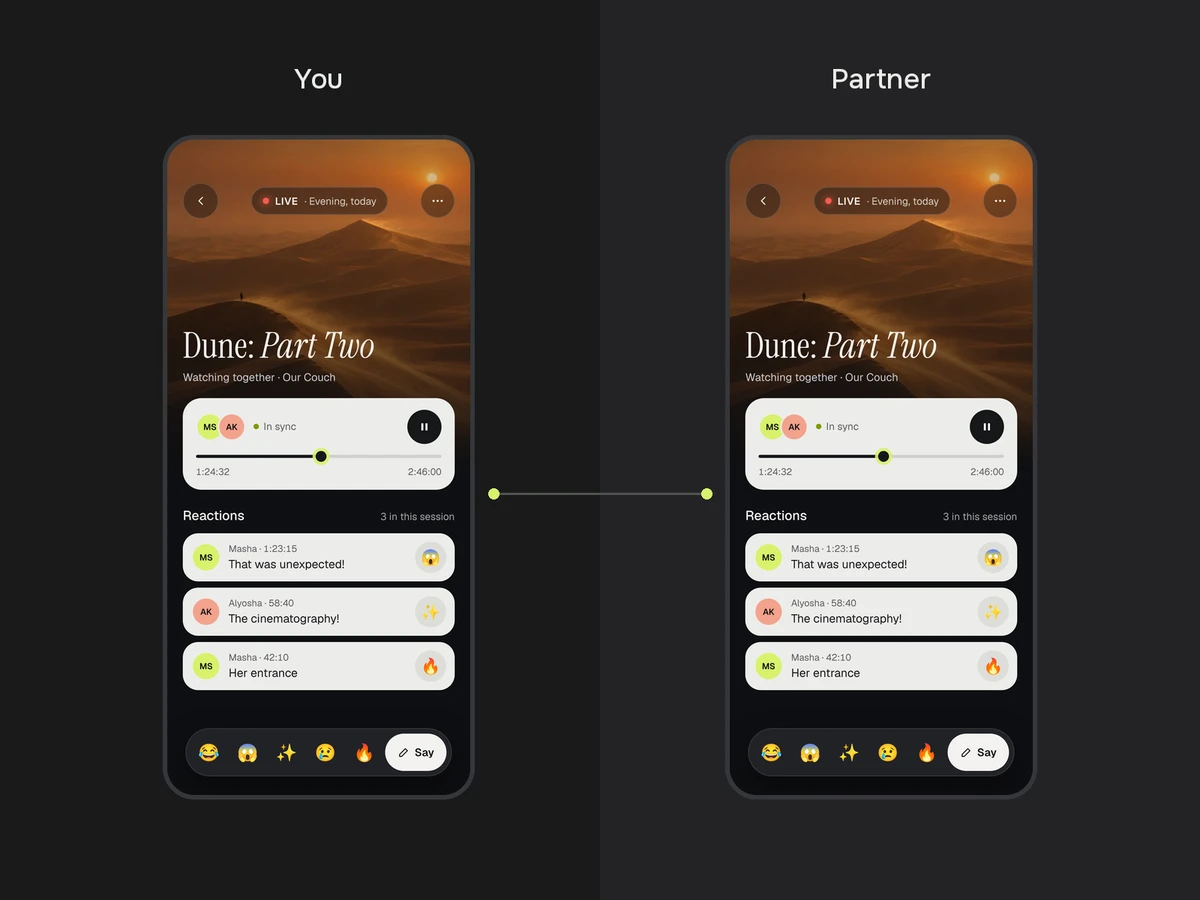 You
LIVE · Evening, today
Dune: Part Two
Watching together · Our Couch
MS AK In sync
1:24:32 2:46:00
Reactions 3 in this session
MS Masha · 1:23:15
That was unexpected!
AK Alyosha · 58:40
The cinematography!
MS Masha · 42:10
Her entrance
Say
Partner
LIVE · Evening, today
Dune: Part Two
Watching together · Our Couch
MS AK In sync
1:24:32 2:46:00
Reactions 3 in this session
MS Masha · 1:23:15
That was unexpected!
AK Alyosha · 58:40
The cinematography!
MS Masha · 42:10
Her entrance
Say